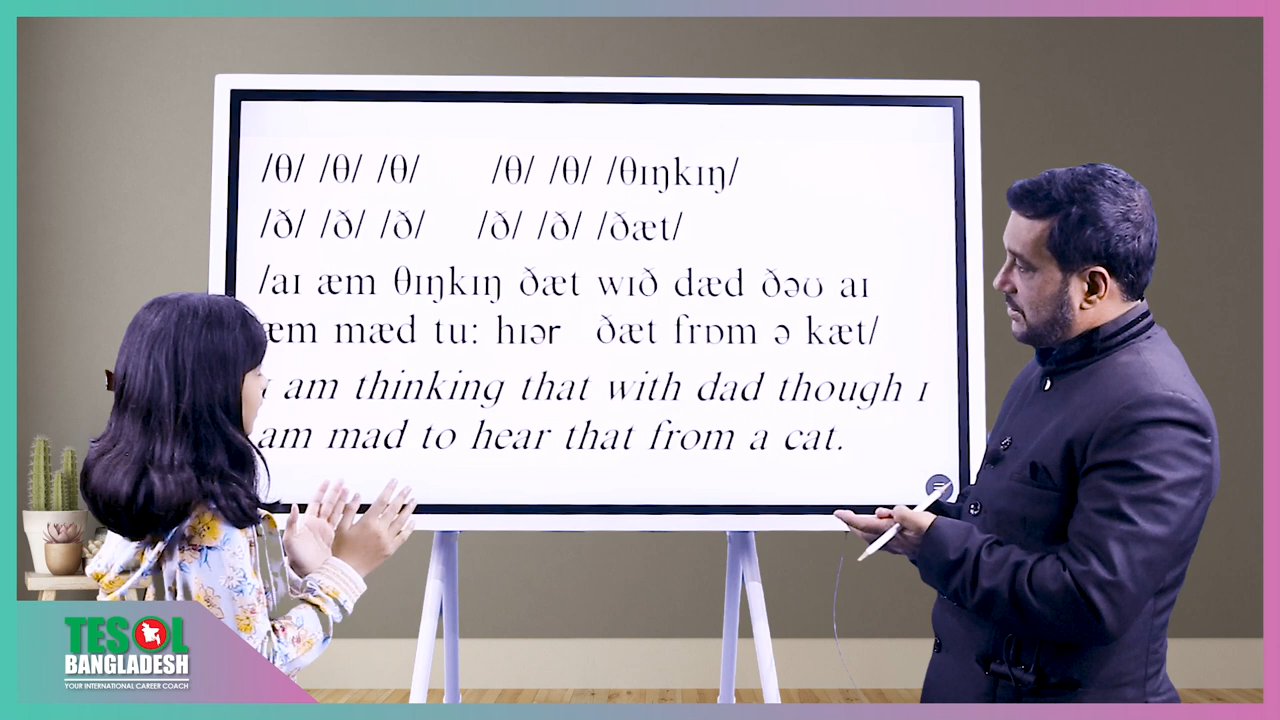 /θ/ /θ/ /θ/ /θ/ /θ/ /θɪŋkɪŋ/
/ð/ /ð/ /ð/ /ð/ /ð/ /ðæt/
/aɪ æm θɪŋkɪŋ ðæt wɪð dæd ðəʊ aɪ
æm mæd tu: hɪər ðæt frɒm ə kæt/
I am thinking that with dad though I
am mad to hear that from a cat.
TESOL
BANGLADESH
YOUR INTERNATIONAL CAREER COACH